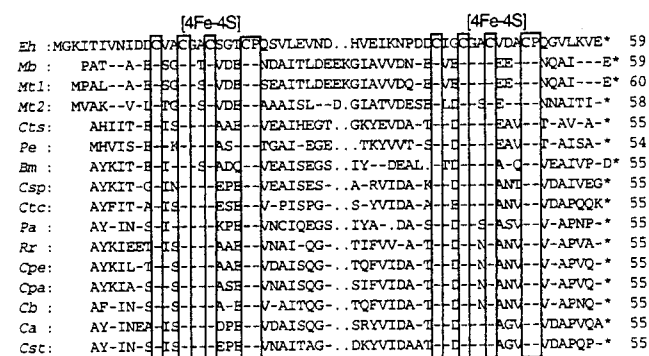 [4Fe-4S] [4Fe-4S]
Eh :MGKITIVNIDDCVACGACSGTCPQSVLEVND..HVEIKNPDDCIGCGACVDACPQGVLKVE* 59
Mb : PAT--A-E-SG--T-VDE--NDAITLDEEKGIAVVDN-E-VE----EE---NQAI---E* 59
Mt1: MPAL--A-E-SG--T-VDE--SEAITLDEEKGIAVVDQ-E-VE----EE---NQAI---E* 60
Mt2: MVAK--V-L-TG--S-VDE--AAAISL--D.GIATVDESE-LD--S-E---NNAITI-* 58
Cts: AHIIT-E-IS-----AAE--VEAIHEGT-.GKYEVDA-T--D----EAV--T-AV-A-* 55
Pe : MHVIS-E--K-----AS---TGAI-EGE-..TKYVVT-S--D----EAV--T-AISA-* 54
Bm : AYKIT-E-I---S-ADQ--VEAISEGS-..IY--DEAL.TD----A-Q--VEAIVP-D* 55
Csp: AYKIT-G-IN-----EPE--VEAISES-..A-RVIDA-K--D----ANT--VDAIVEG* 55
Ctc: AYFIT-A-IS-----ESE--V-PISPG-..S-YVIDA-T--D----ANV--VDAPQQK* 55
Pa : AY-IN-S-I------KPE--VNCIQEGS-..IYA-.DA-S--D--S-ASV--V-APNP-* 55
Rr : AYKIEET-IS-----AAE--VNAI-QG-..TIFVV-A-T--D--N-ANV--V-APVA-* 55
Cpe: AYKIL-T--S-----AAE--VDAISQG-..TQFVIDA-T--D--N-ANV--V-APVQ-* 55
Cpa: AYKIA-S--S-----ASE--VNAISQG-..SIFVIDA-T--D--N-ANV--V-APVQ-* 55
Cb : AF-IN-S-IS-----A-E--V-AITQG-..TQFVIDA-T--D--N-ANV--V-APNQ-* 55
Ca : AY-INEA-IS-----DPE--VDAISQG-..SRYVIDA-T--D----AGV--VDAPVQA* 55
Cst: AY-IN-S-IS-----EPE--VNAITAG-..DKYVIDAAT--D----AGV--VDAPQP-* 55